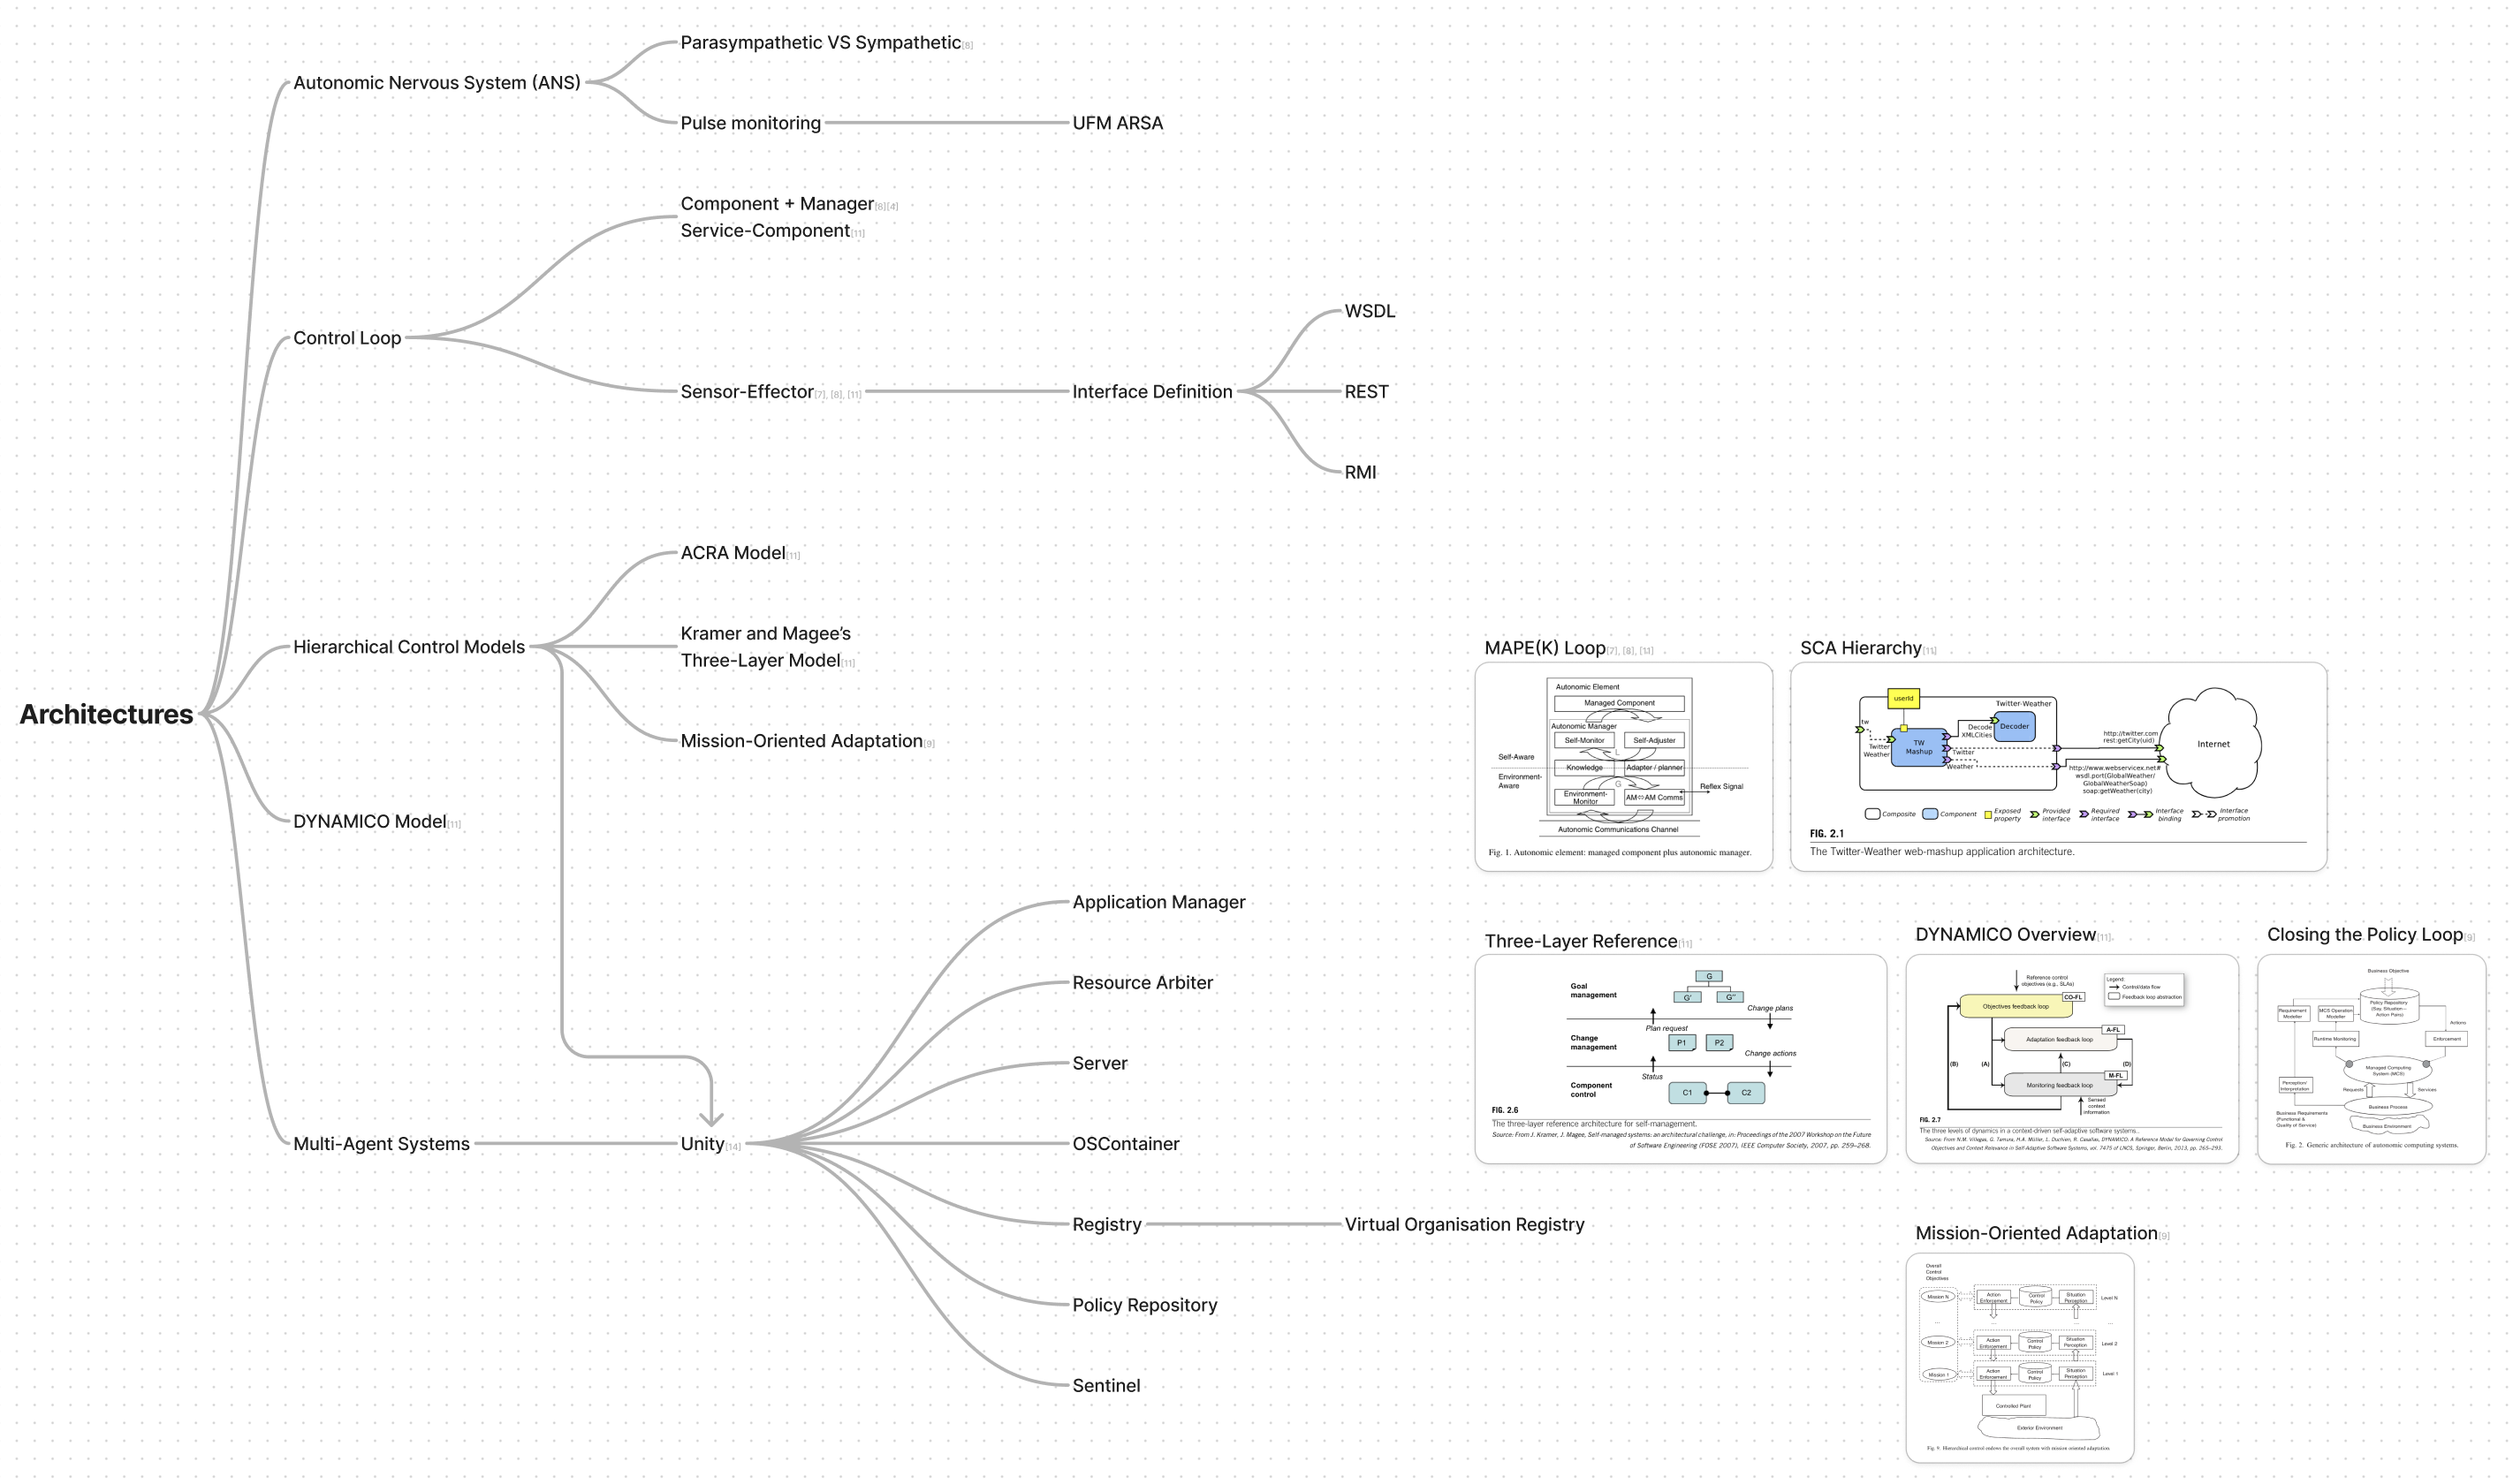 Architectures
Autonomic Nervous System (ANS)
Parasympathetic VS Sympathetic[8]
Pulse monitoring
UFM ARSA
Control Loop
Component + Manager[8][4]
Service-Component[11]
Sensor-Effector[7], [8], [11]
Interface Definition
WSDL
REST
RMI
Hierarchical Control Models
ACRA Model[11]
Kramer and Magee’s
Three-Layer Model[11]
Mission-Oriented Adaptation[9]
DYNAMICO Model[11]
Multi-Agent Systems
Unity[14]
Application Manager
Resource Arbiter
Server
OSContainer
Registry
Virtual Organisation Registry
Policy Repository
Sentinel
MAPE(K) Loop[7], [8], [11]
Autonomic Element
Managed Component
Autonomic Manager
Self-Monitor
Self-Adjuster
L
Self-Aware
Knowledge
Adapter / planner
Environment-
Aware
G
Environment-
Monitor
AM⇔AM Comms
Reflex Signal
Autonomic Communications Channel
Fig. 1. Autonomic element: managed component plus autonomic manager.
SCA Hierarchy[11]
userId
Twitter-Weather
tw
Twitter
Weather
TW
Mashup
Decode
XMLCities
Decoder
Twitter
Weather
http://twitter.com
rest:getCity(uid)
http://www.webservicex.net#
wsdl.port(GlobalWeather/
GlobalWeatherSoap)
soap:getWeather(city)
Internet
Composite
Component
Exposed
property
Provided
interface
Required
interface
Interface
binding
Interface
promotion
FIG. 2.1
The Twitter-Weather web-mashup application architecture.
Three-Layer Reference[11]
Goal
management
G
G'
G''
Plan request
Change plans
Change
management
P1
P2
Change actions
Status
Component
control
C1
C2
FIG. 2.6
The three-layer reference architecture for self-management.
Source: From J. Kramer, J. Magee, Self-managed systems: an architectural challenge, in: Proceedings of the 2007 Workshop on the Future
of Software Engineering (FOSE 2007), IEEE Computer Society, 2007, pp. 259–268.
DYNAMICO Overview[11]
Reference control
objectives (e.g., SLAs)
Legend:
Control/data flow
Feedback loop abstraction
CO-FL
Objectives feedback loop
A-FL
Adaptation feedback loop
(B)
(A)
(C)
(D)
M-FL
Monitoring feedback loop
Sensed
context
information
FIG. 2.7
The three levels of dynamics in a context-driven self-adaptive software systems.
Source: From N.M. Villegas, G. Tamura, H.A. Müller, L. Duchien, R. Casallas, DYNAMICO: A Reference Model for Governing Control
Objectives and Context Relevance in Self-Adaptive Software Systems, vol. 7475 of LNCS, Springer, Berlin, 2013, pp. 265–293.
Closing the Policy Loop[9]
Business Objective
Requirement
Modeller
MCS Operation
Modeller
Policy Repository
(Say, Situation–
Action Pairs)
Actions
Runtime Monitoring
Enforcement
Managed Computing
System (MCS)
Perception/
Interpretation
Requests
Services
Business Process
Business Requirements
(Functional &
Quality of Service)
Business Environment
Fig. 2. Generic architecture of autonomic computing systems.
Mission-Oriented Adaptation[9]
Overall
Control
Objectives
Mission N
Action
Enforcement
Control
Policy
Situation
Perception
Level N
...
...
...
...
Mission 2
Action
Enforcement
Control
Policy
Situation
Perception
Level 2
Mission 1
Action
Enforcement
Control
Policy
Situation
Perception
Level 1
Controlled Plant
Exterior Environment
Fig. 9. Hierarchical control endows the overall system with mission oriented adaptation.